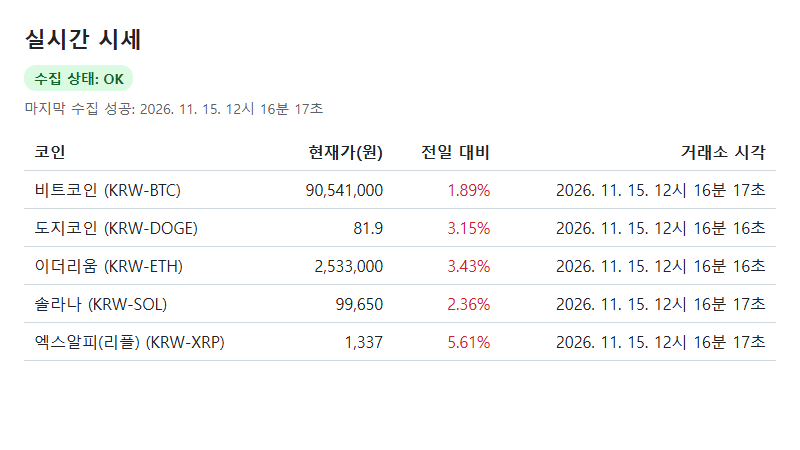 실시간 시세
수집 상태: OK
마지막 수집 성공: 2026. 11. 15. 12시 16분 17초
코인 현재가(원) 전일 대비 거래소 시각
비트코인 (KRW-BTC) 90,541,000 1.89% 2026. 11. 15. 12시 16분 17초
도지코인 (KRW-DOGE) 81.9 3.15% 2026. 11. 15. 12시 16분 16초
이더리움 (KRW-ETH) 2,533,000 3.43% 2026. 11. 15. 12시 16분 16초
솔라나 (KRW-SOL) 99,650 2.36% 2026. 11. 15. 12시 16분 17초
엑스알피(리플) (KRW-XRP) 1,337 5.61% 2026. 11. 15. 12시 16분 17초